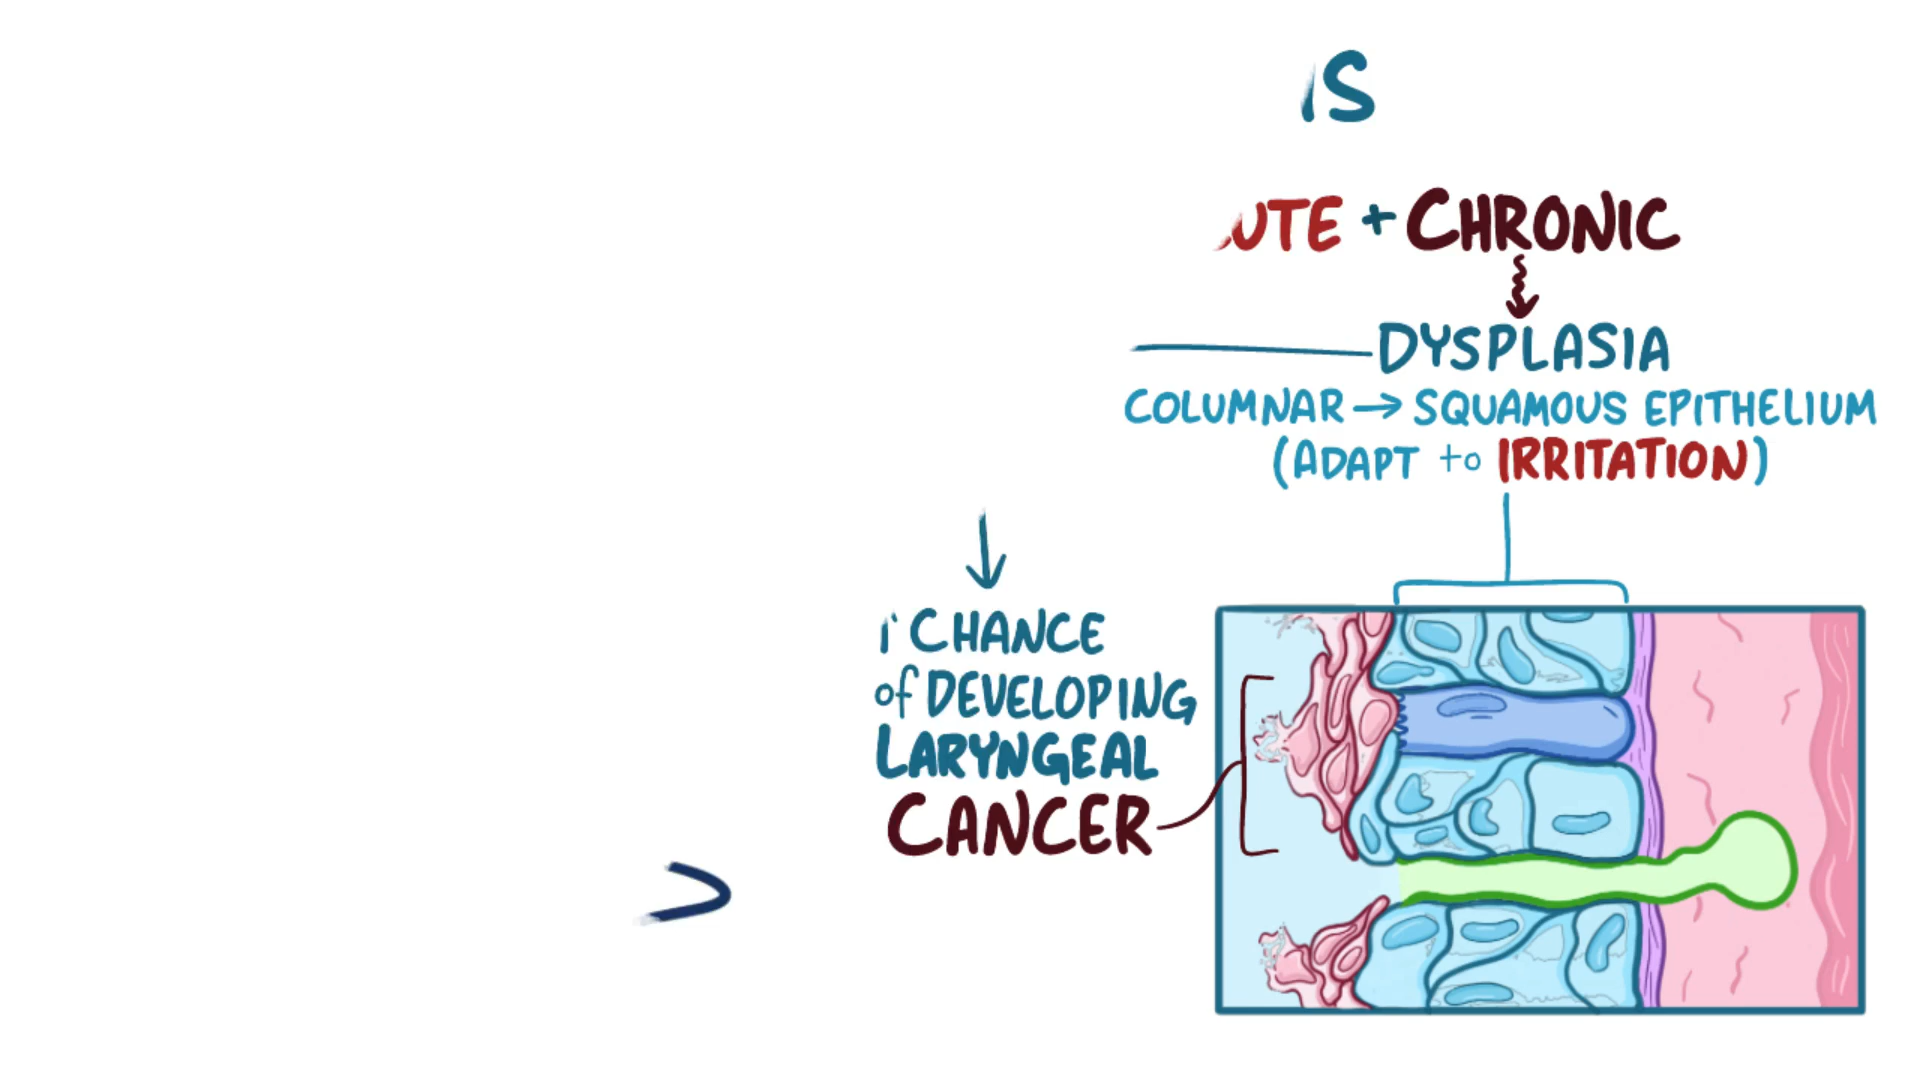 IS
UTE + CHRONIC
DYSPLASIA
COLUMNAR → SQUAMOUS EPITHELIUM
(ADAPT to IRRITATION)
CHANCE
of DEVELOPING
LARYNGEAL
CANCER